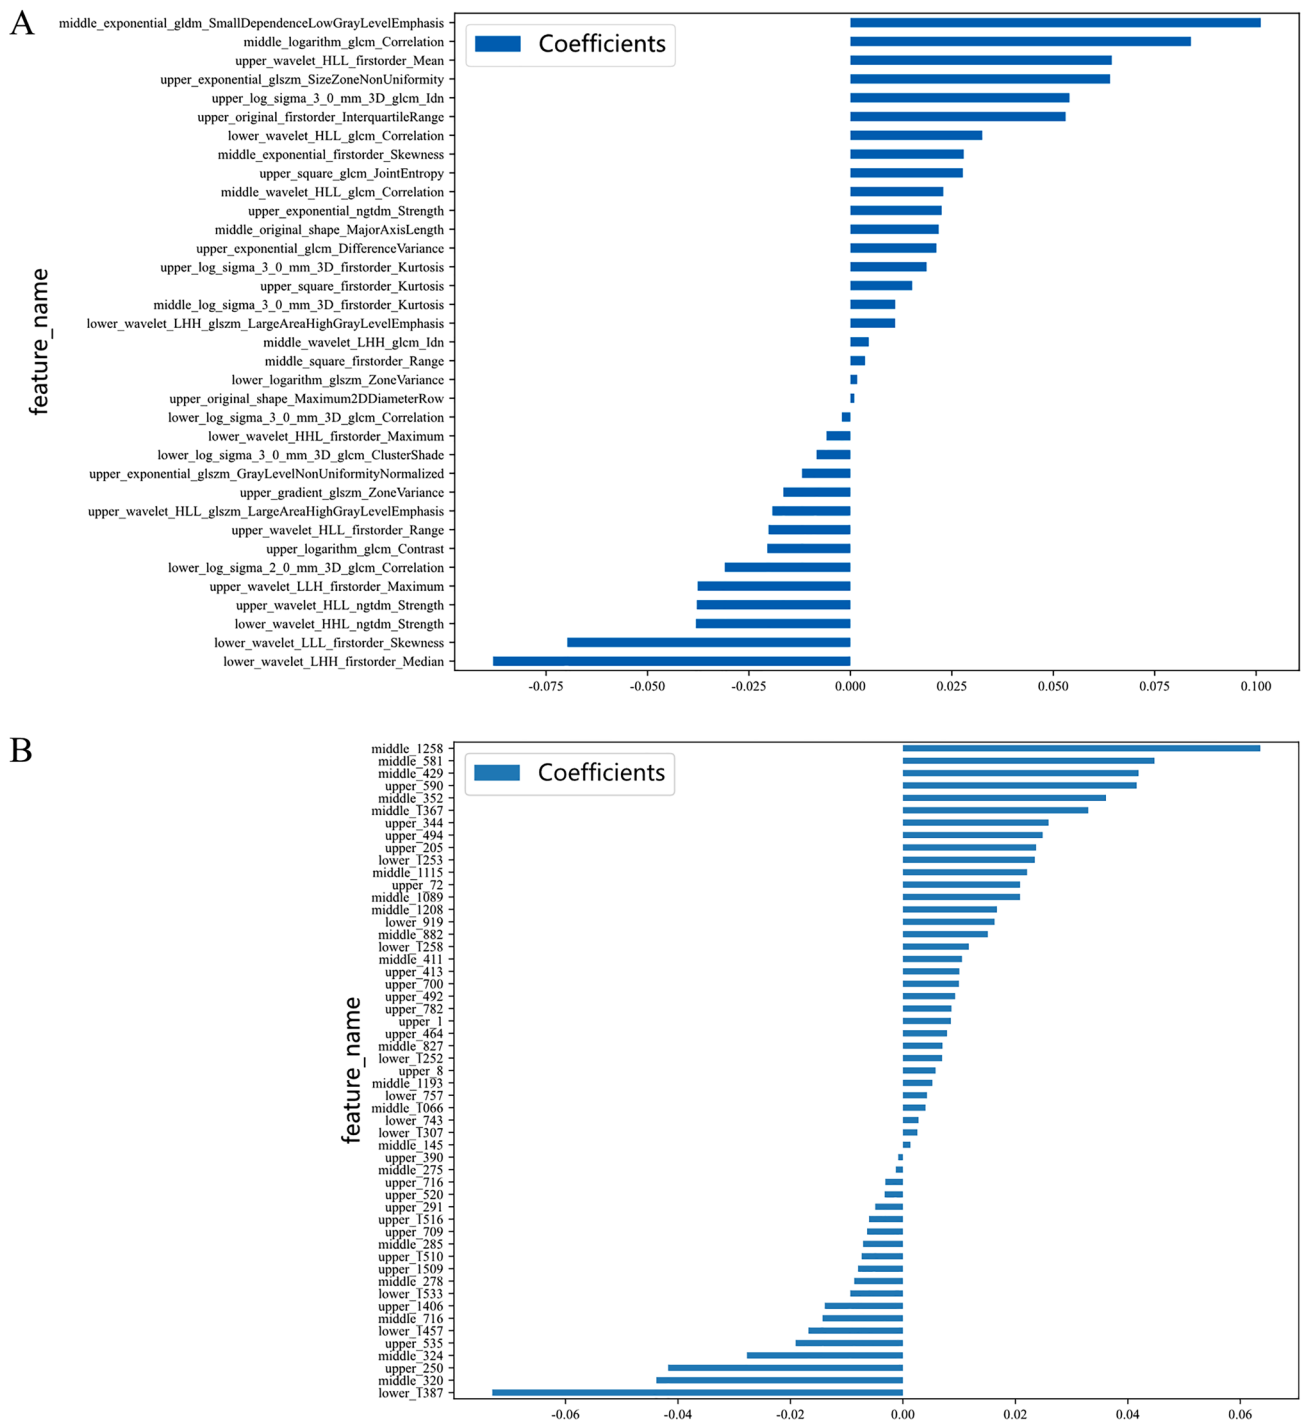 A
Coefficients
feature_name
middle_exponential_gldm_SmallDependenceLowGrayLevelEmphasis
middle_logarithm_glcm_Correlation
upper_wavelet_HLL_firstorder_Mean
upper_exponential_glszm_SizeZoneNonUniformity
upper_log_sigma_3_0_mm_3D_glcm_Idn
upper_original_firstorder_InterquartileRange
lower_wavelet_HLL_glcm_Correlation
middle_exponential_firstorder_Skewness
upper_square_glcm_JointEntropy
middle_wavelet_HLL_glcm_Correlation
upper_exponential_ngtdm_Strength
middle_original_shape_MajorAxisLength
upper_exponential_glcm_DifferenceVariance
upper_log_sigma_3_0_mm_3D_firstorder_Kurtosis
upper_square_firstorder_Kurtosis
middle_log_sigma_3_0_mm_3D_firstorder_Kurtosis
lower_wavelet_LHH_glszm_LargeAreaHighGrayLevelEmphasis
middle_wavelet_LHH_glcm_Idn
middle_square_firstorder_Range
lower_logarithm_glszm_ZoneVariance
upper_original_shape_Maximum2DDiameterRow
lower_log_sigma_3_0_mm_3D_glcm_Correlation
lower_wavelet_HHL_firstorder_Maximum
lower_log_sigma_3_0_mm_3D_glcm_ClusterShade
upper_exponential_glszm_GrayLevelNonUniformityNormalized
upper_gradient_glszm_ZoneVariance
upper_wavelet_HLL_glszm_LargeAreaHighGrayLevelEmphasis
upper_wavelet_HLL_firstorder_Range
upper_logarithm_glcm_Contrast
lower_log_sigma_2_0_mm_3D_glcm_Correlation
upper_wavelet_LLH_firstorder_Maximum
upper_wavelet_HLL_ngtdm_Strength
lower_wavelet_HHL_ngtdm_Strength
lower_wavelet_LLL_firstorder_Skewness
lower_wavelet_LHH_firstorder_Median
-0.075 -0.050 -0.025 0.000 0.025 0.050 0.075 0.100
B
Coefficients
feature_name
middle_1258
middle_581
middle_429
upper_590
middle_352
middle_1367
upper_344
upper_494
upper_205
lower_1253
middle_1115
upper_72
middle_1089
middle_1208
lower_919
middle_882
lower_1258
middle_411
upper_413
upper_700
upper_492
upper_782
upper_1
upper_464
middle_827
lower_1252
upper_8
middle_1193
lower_757
middle_1066
lower_743
lower_1307
middle_145
upper_390
middle_275
upper_716
upper_520
upper_291
upper_1516
upper_709
middle_285
upper_1510
upper_1509
middle_278
lower_1533
upper_1406
middle_716
lower_1457
upper_535
middle_324
upper_250
middle_320
lower_1387
-0.06 -0.04 -0.02 0.00 0.02 0.04 0.06